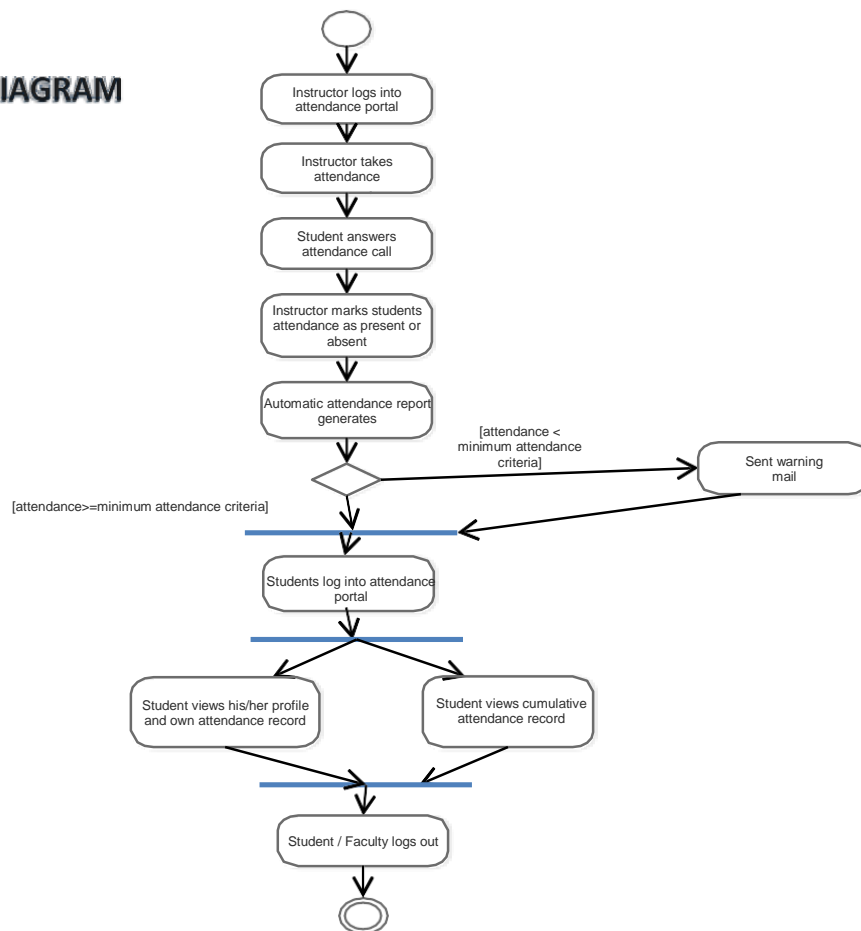 IAGRAM
Instructor logs into
attendance portal
Instructor takes
attendance
Student answers
attendance call
Instructor marks students
attendance as present or
absent
Automatic attendance report
generates
[attendance <
minimum attendance
criteria]
Sent warning
mail
[attendance>=minimum attendance criteria]
Students log into attendance
portal
Student views his/her profile
and own attendance record
Student views cumulative
attendance record
Student / Faculty logs out